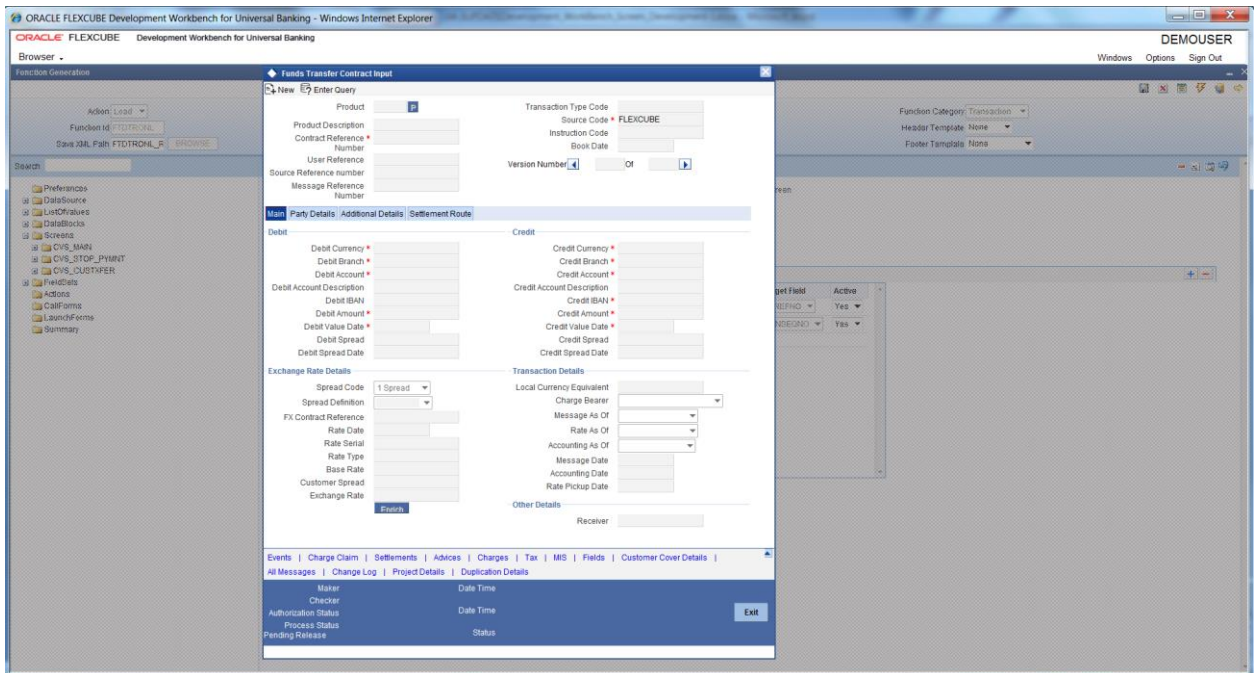 ORACLE FLEXCUBE Development Workbench for Universal Banking - Windows Internet Explorer
ORACLE FLEXCUBE Development Workbench for Universal Banking DEMOUSER
Browser Windows Options Sign Out
Function Generation
Action Load Function Category Transaction
Function Id FTDTRONL Header Template None
Save XML Path FTDTRONL_R BROWSE Footer Template None
Search
Preferences
DataSource
ListOfValues
DataBlocks
Screens
CVS_MAIN
CVS_STOP_PYMNT
CVS_CUSTXFER
FieldSets
Actions
CallForms
LaunchForms
Summary
Active
Yes
Yes
Funds Transfer Contract Input
New Enter Query
Product P Transaction Type Code
Product Description Source Code * FLEXCUBE
Contract Reference * Number Instruction Code
Book Date
User Reference Version Number Of
Source Reference number
Message Reference Number
Main Party Details Additional Details Settlement Route
Debit Credit
Debit Currency * Credit Currency *
Debit Branch * Credit Branch *
Debit Account * Credit Account *
Debit Account Description Credit Account Description
Debit IBAN Credit IBAN *
Debit Amount * Credit Amount *
Debit Value Date * Credit Value Date *
Debit Spread Credit Spread
Debit Spread Date Credit Spread Date
Exchange Rate Details Transaction Details
Spread Code 1 Spread Local Currency Equivalent
Spread Definition Charge Bearer
FX Contract Reference Message As Of
Rate Date Rate As Of
Rate Serial Accounting As Of
Rate Type Message Date
Base Rate Accounting Date
Customer Spread Rate Pickup Date
Exchange Rate
Enrich Other Details
Receiver
Events | Charge Claim | Settlements | Advices | Charges | Tax | MIS | Fields | Customer Cover Details |
All Messages | Change Log | Project Details | Duplication Details
Maker Date Time
Checker
Authorization Status Date Time Exit
Process Status
Pending Release Status